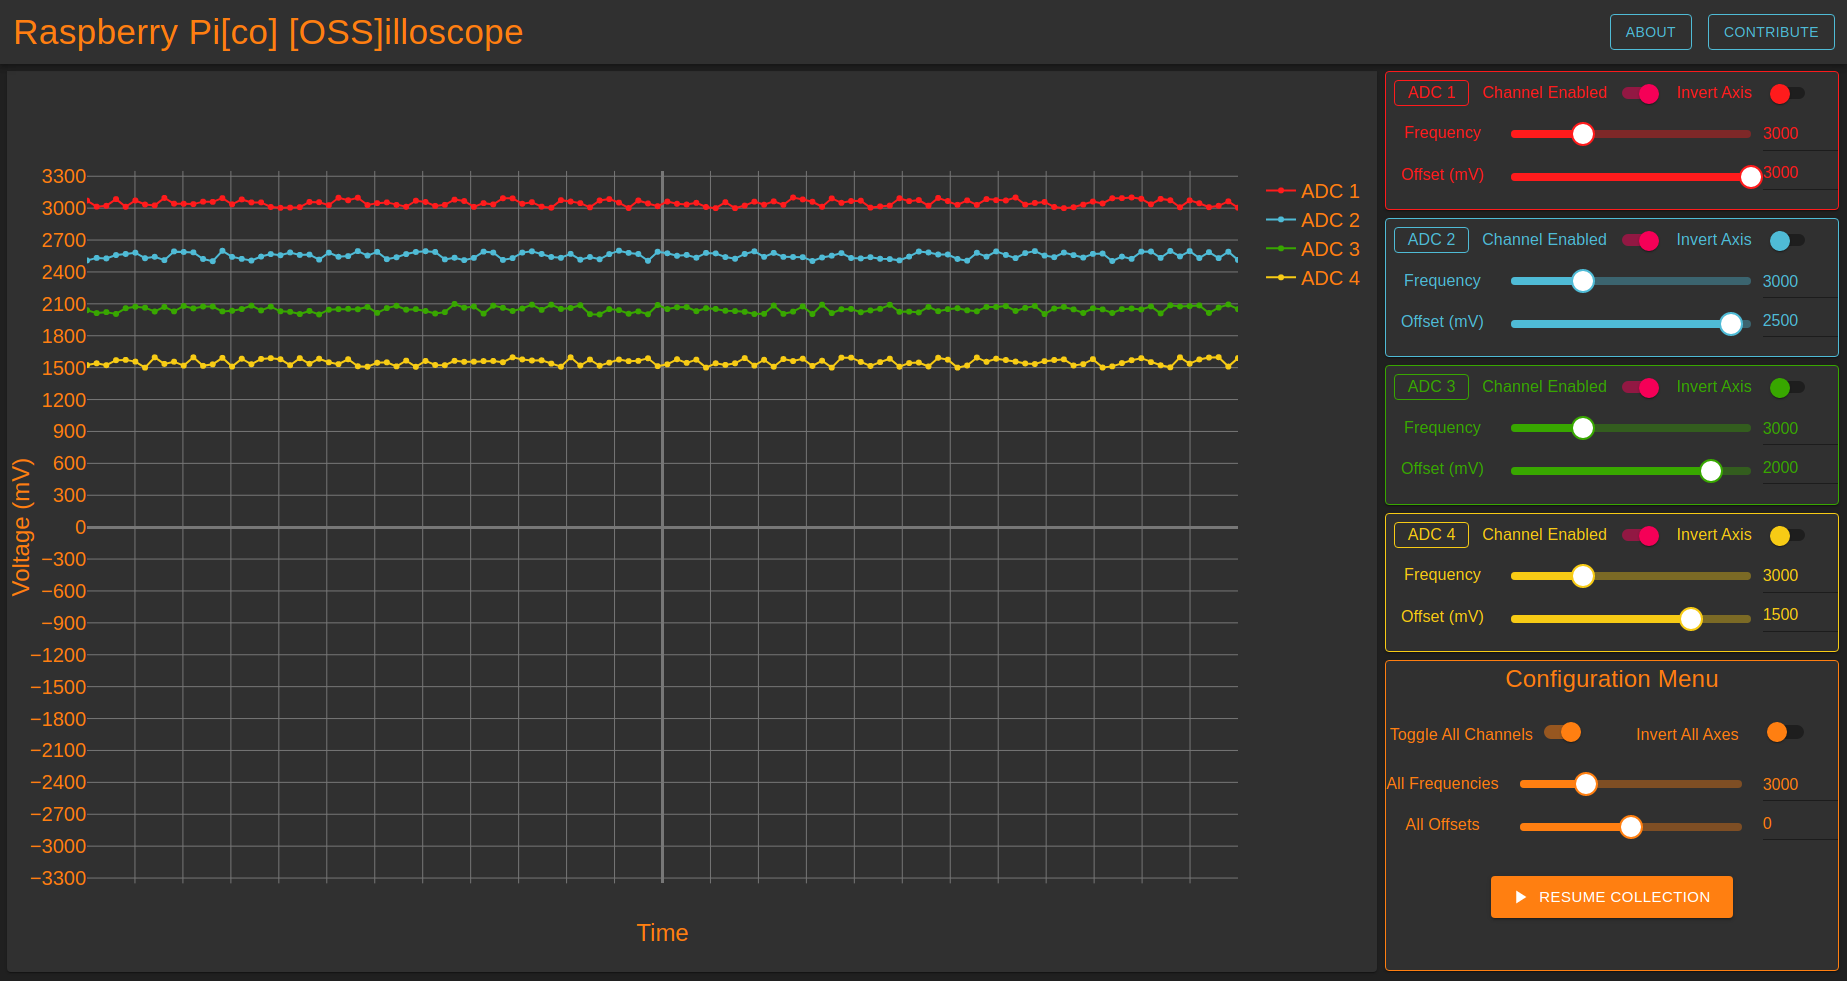 Raspberry Pi[co] [OSS]illoscope
ABOUT
CONTRIBUTE
3300
3000
2700
2400
2100
1800
1500
1200
900
600
300
0
−300
−600
−900
−1200
−1500
−1800
−2100
−2400
−2700
−3000
−3300
Voltage (mV)
Time
ADC 1
ADC 2
ADC 3
ADC 4
ADC 1 Channel Enabled Invert Axis
Frequency 3000
Offset (mV) 3000
ADC 2 Channel Enabled Invert Axis
Frequency 3000
Offset (mV) 2500
ADC 3 Channel Enabled Invert Axis
Frequency 3000
Offset (mV) 2000
ADC 4 Channel Enabled Invert Axis
Frequency 3000
Offset (mV) 1500
Configuration Menu
Toggle All Channels Invert All Axes
All Frequencies 3000
All Offsets 0
RESUME COLLECTION